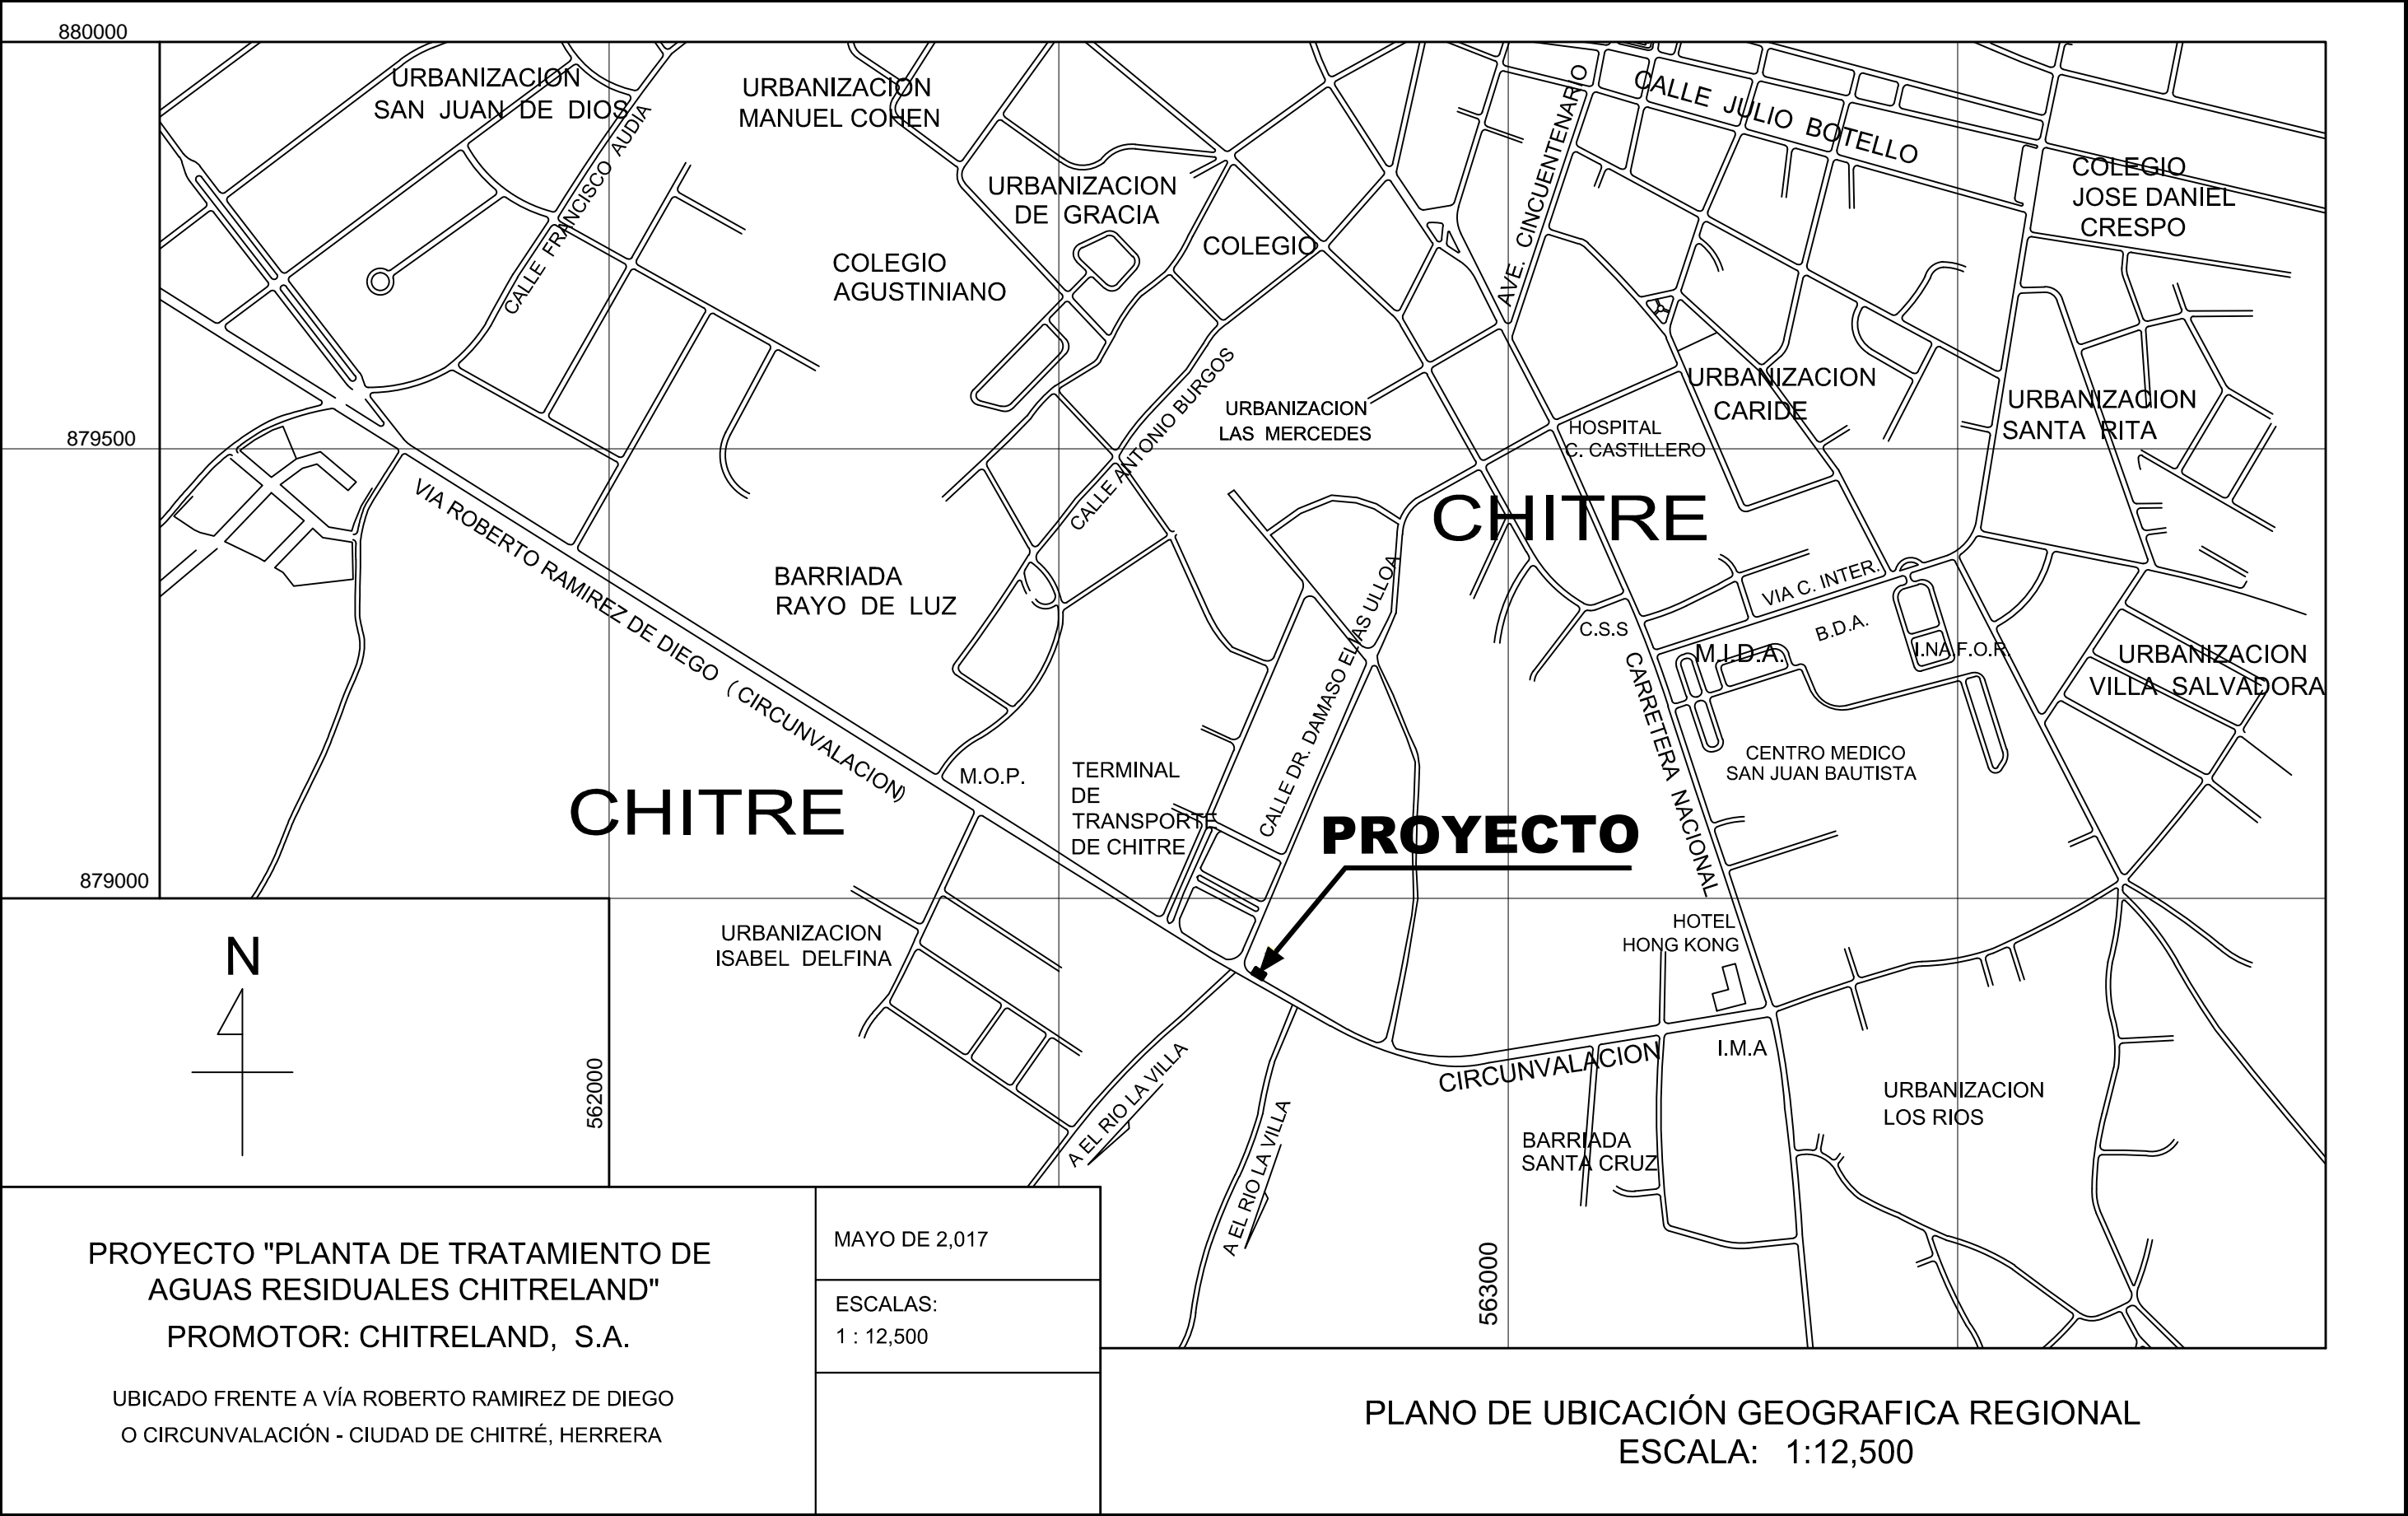 880000
URBANIZACION
SAN JUAN DE DIOS
CALLE FRANCISCO AUDIA
URBANIZACION
MANUEL COHEN
URBANIZACION
DE GRACIA
COLEGIO
AVE. CINCUENTENARIO
CALLE JULIO BOTELLO
COLEGIO
JOSE DANIEL
CRESPO
COLEGIO
AGUSTINIANO
CALLE ANTONIO BURGOS
URBANIZACION
LAS MERCEDES
URBANIZACION
CARIDE
URBANIZACION
SANTA RITA
HOSPITAL
C. CASTILLERO
879500
CHITRE
VIA ROBERTO RAMIREZ DE DIEGO (CIRCUNVALACION)
BARRIADA
RAYO DE LUZ
CALLE DR. DAMASO ELIAS ULLOA
C.S.S
VIA C. INTER.
B.D.A.
M.I.D.A.
I.NA.F.O.R
URBANIZACION
VILLA SALVADORA
CARRETERA NACIONAL
CENTRO MEDICO
SAN JUAN BAUTISTA
M.O.P.
TERMINAL
DE
TRANSPORTE
DE CHITRE
CHITRE
PROYECTO
879000
URBANIZACION
ISABEL DELFINA
HOTEL
HONG KONG
N
562000
A EL RIO LA VILLA
A EL RIO LA VILLA
CIRCUNVALACION
I.M.A
URBANIZACION
LOS RIOS
BARRIADA
SANTA CRUZ
563000
PROYECTO "PLANTA DE TRATAMIENTO DE
AGUAS RESIDUALES CHITRELAND"
PROMOTOR: CHITRELAND, S.A.
UBICADO FRENTE A VÍA ROBERTO RAMIREZ DE DIEGO
O CIRCUNVALACIÓN - CIUDAD DE CHITRÉ, HERRERA
MAYO DE 2,017
ESCALAS:
1 : 12,500
PLANO DE UBICACIÓN GEOGRAFICA REGIONAL
ESCALA: 1:12,500